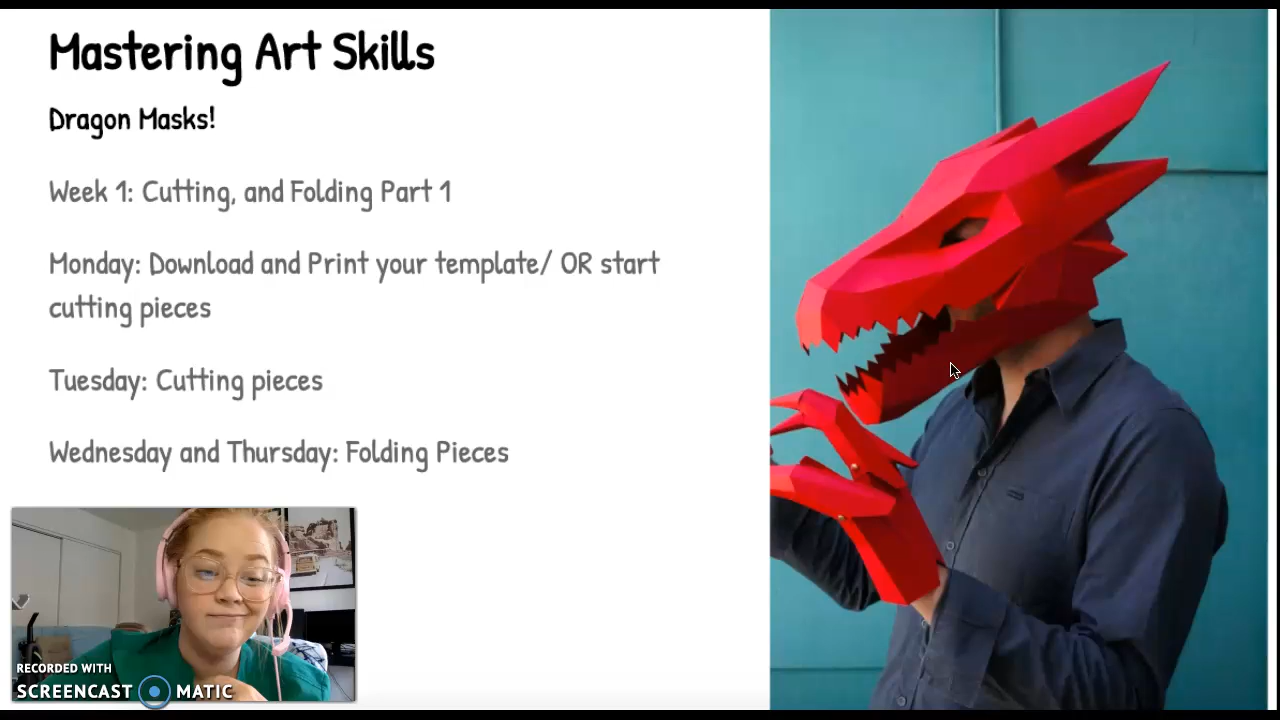 Mastering Art Skills
Dragon Masks!
Week 1: Cutting, and Folding Part 1
Monday: Download and Print your template/ OR start
cutting pieces
Tuesday: Cutting pieces
Wednesday and Thursday: Folding Pieces
RECORDED WITH
SCREENCAST MATIC